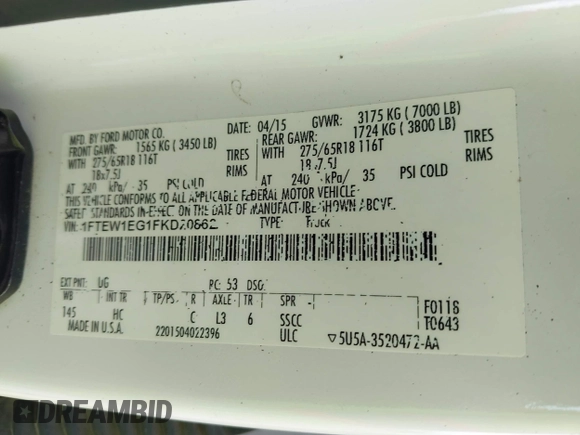 MFD. BY FORD MOTOR CO. DATE: 04/15 GVWR: 3175 KG ( 7000 LB)
FRONT GAWR: 1565 KG ( 3450 LB) REAR GAWR: 1724 KG ( 3800 LB)
WITH 275/65R18 116T TIRES WITH 275/65R18 116T TIRES
18x7.5J RIMS 18x7.5J RIMS
AT 240 kPa/ 35 PSI COLD AT 240 kPa/ 35 PSI COLD
THIS VEHICLE CONFORMS TO ALL APPLICABLE FEDERAL MOTOR VEHICLE
SAFETY STANDARDS IN EFFECT ON THE DATE OF MANUFACTURE SHOWN ABOVE.
VIN: TYPE: Truck
EXT PNT: UG PC: 53 DSO:
WB INT TR TP/PS R AXLE TR SPR F0118
145 HC C L3 6 SSCC T0643
MADE IN U.S.A. 2201504022396 ULC ▽5U5A-3520472-AA
DREAMBID